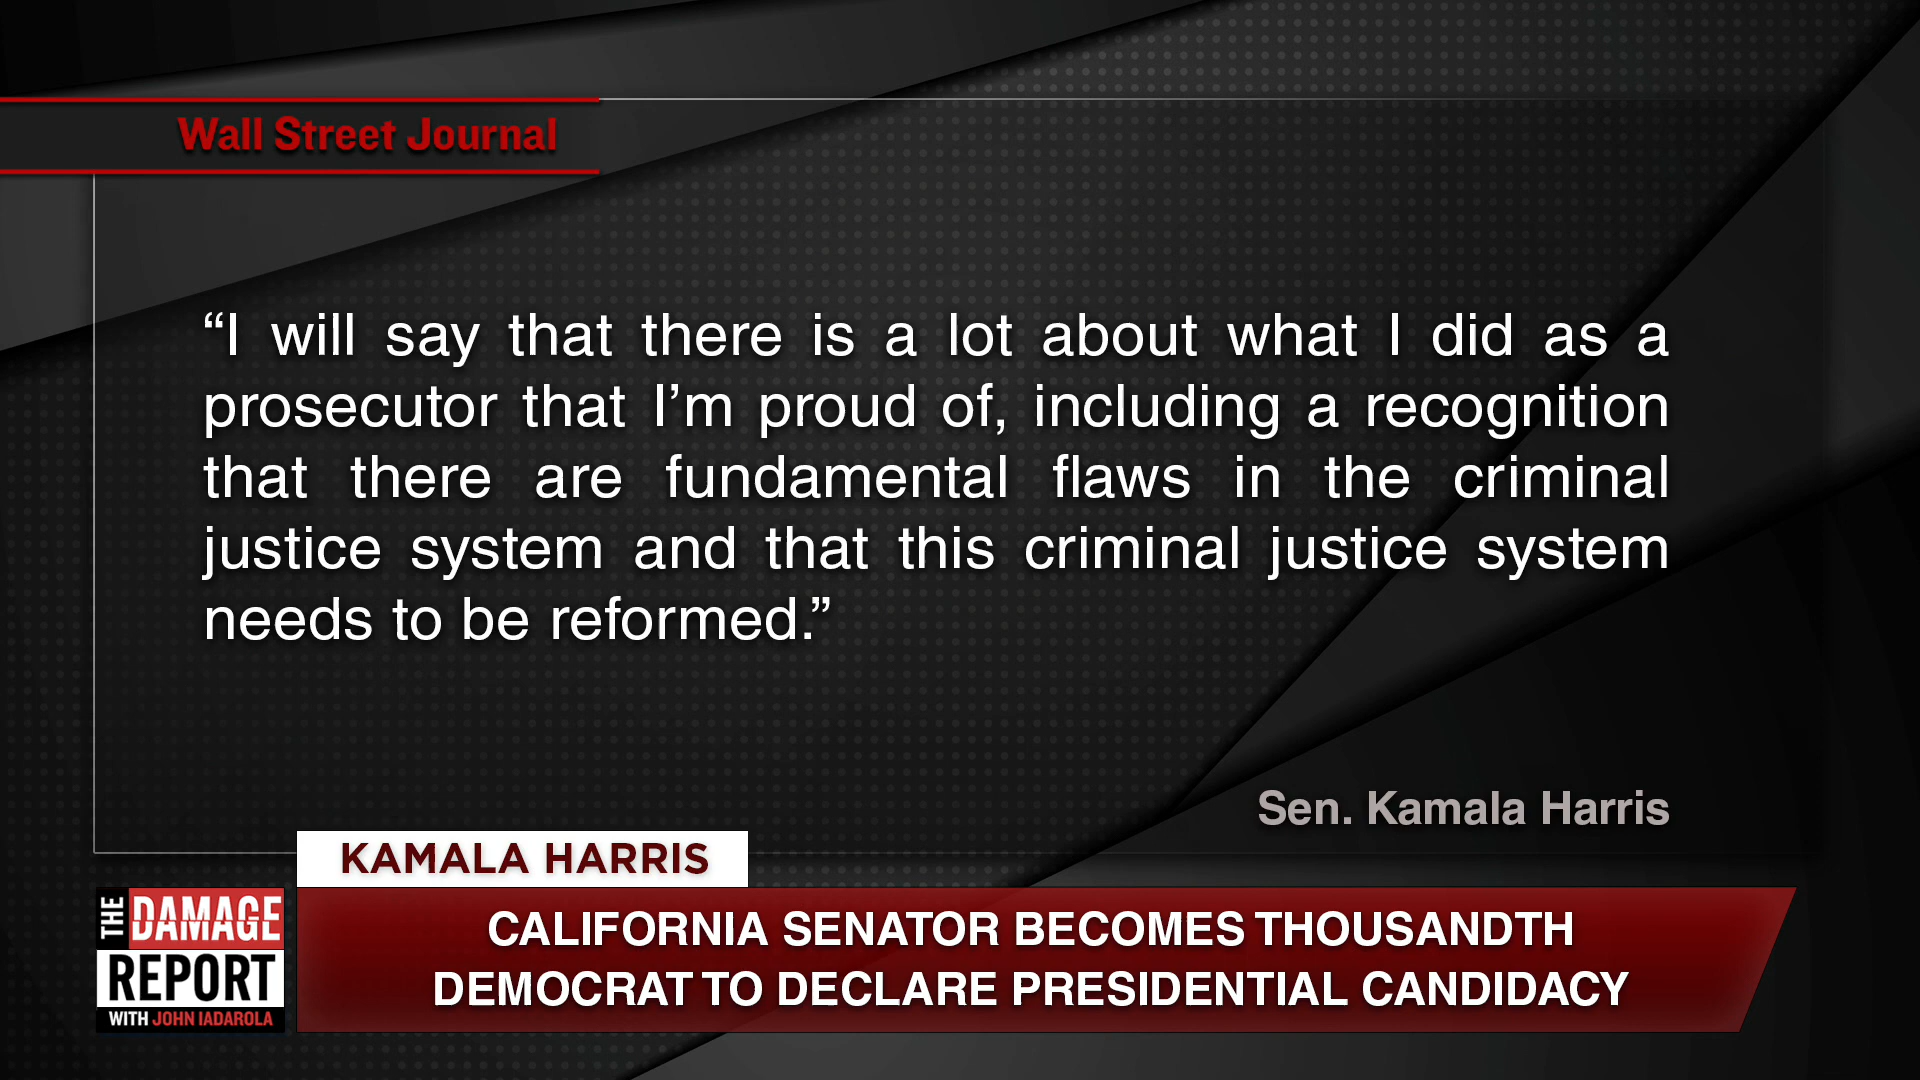 Wall Street Journal
“I will say that there is a lot about what I did as a
prosecutor that I’m proud of, including a recognition
that there are fundamental flaws in the criminal
justice system and that this criminal justice system
needs to be reformed.”
Sen. Kamala Harris
KAMALA HARRIS
CALIFORNIA SENATOR BECOMES THOUSANDTH
DEMOCRAT TO DECLARE PRESIDENTIAL CANDIDACY
THE
DAMAGE
REPORT
WITH JOHN IADAROLA